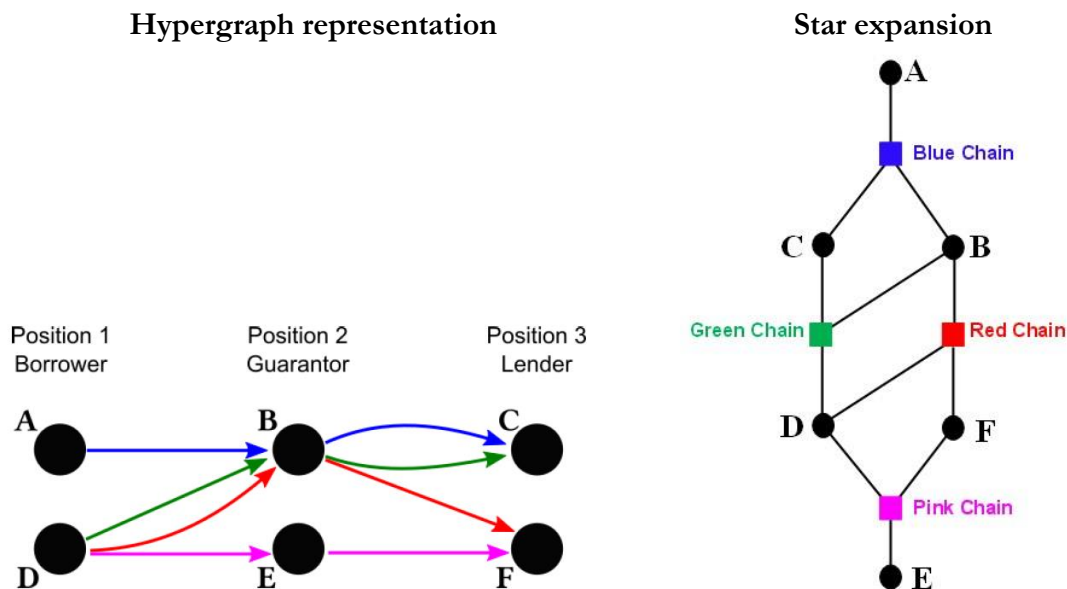 Hypergraph representation
Star expansion
Position 1
Borrower
Position 2
Guarantor
Position 3
Lender
A
B
C
D
E
F
A
Blue Chain
C
B
Green Chain
Red Chain
D
F
Pink Chain
E